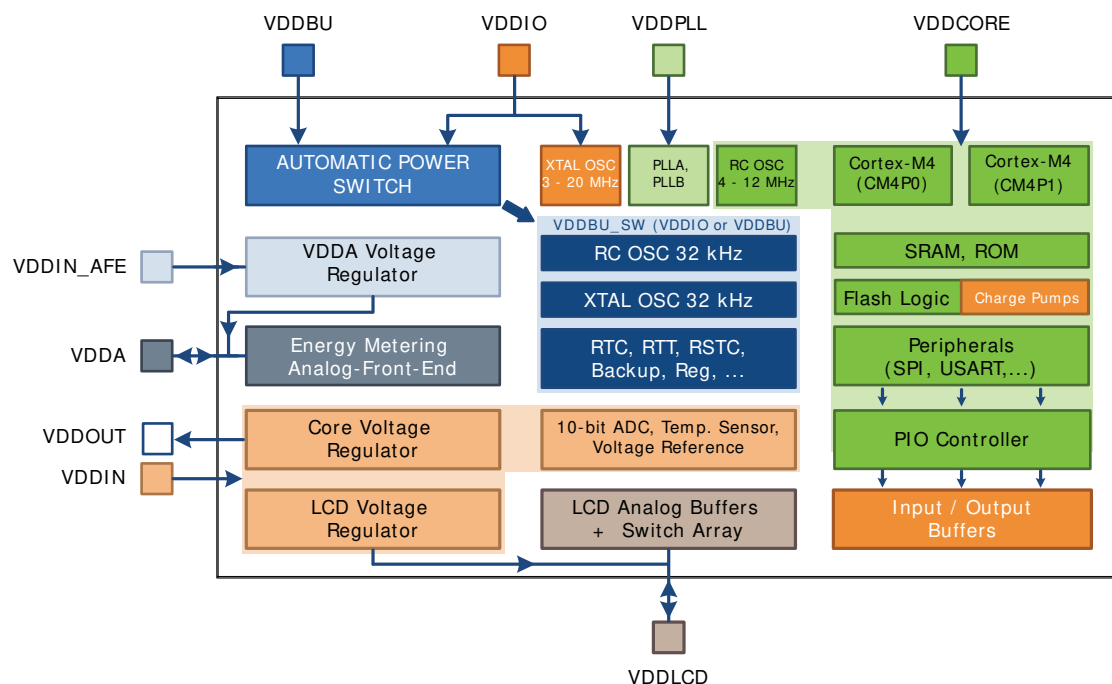 VDDBU
VDDIO
VDDPLL
VDDCORE
AUTOMATIC POWER
SWITCH
XTAL OSC
3 - 20 MHz
PLLA,
PLLB
RC OSC
4 - 12 MHz
Cortex-M4
(CM4P0)
Cortex-M4
(CM4P1)
VDDBU_SW (VDDIO or VDDBU)
VDDIN_AFE
VDDA Voltage
Regulator
RC OSC 32 kHz
SRAM, ROM
XTAL OSC 32 kHz
Flash Logic
Charge Pumps
VDDA
Energy Metering
Analog-Front-End
RTC, RTT, RSTC,
Backup, Reg, ...
Peripherals
(SPI, USART,...)
VDDOUT
VDDIN
Core Voltage
Regulator
10-bit ADC, Temp. Sensor,
Voltage Reference
PIO Controller
LCD Voltage
Regulator
LCD Analog Buffers
+ Switch Array
Input / Output
Buffers
VDDLCD